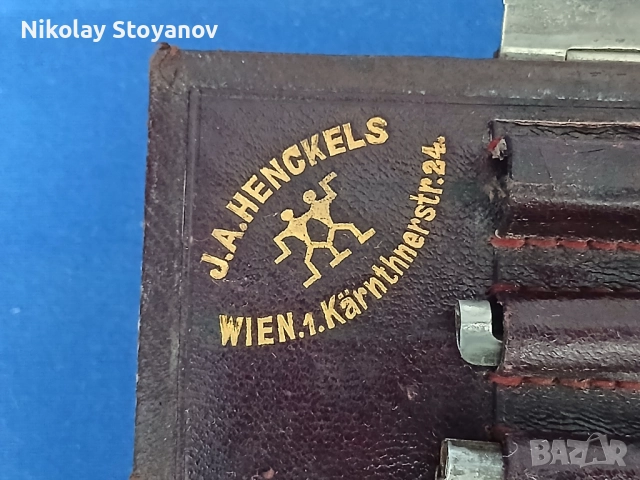 Nikolay Stoyanov
J.A.HENCKELS
WIEN.1.Kärnthnerstr.24.
BAZAR